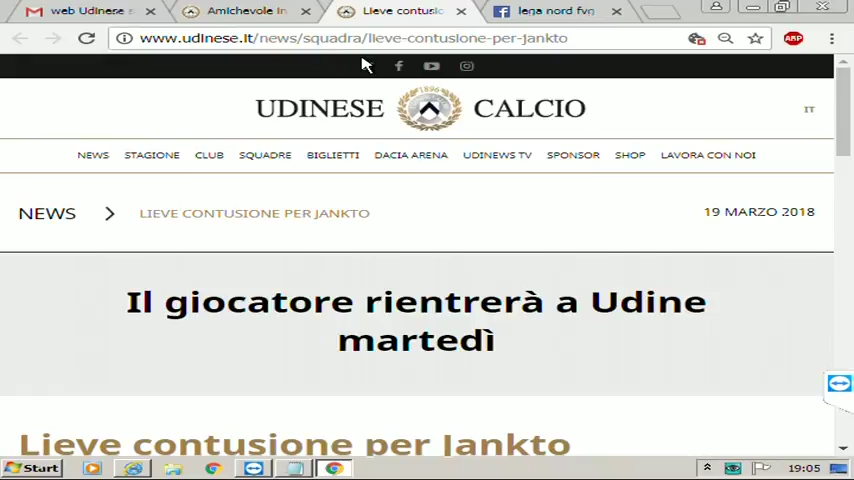 web Udinese s
Amichevole in
Lieve contusio
lega nord fvg
www.udinese.it/news/squadra/lieve-contusione-per-jankto
ABP
1896
UDINESE CALCIO
IT
NEWS STAGIONE CLUB SQUADRE BIGLIETTI DACIA ARENA UDINEWS TV SPONSOR SHOP LAVORA CON NOI
NEWS > LIEVE CONTUSIONE PER JANKTO 19 MARZO 2018
Il giocatore rientrerà a Udine
martedì
Lieve contusione per Jankto
Start 19:05